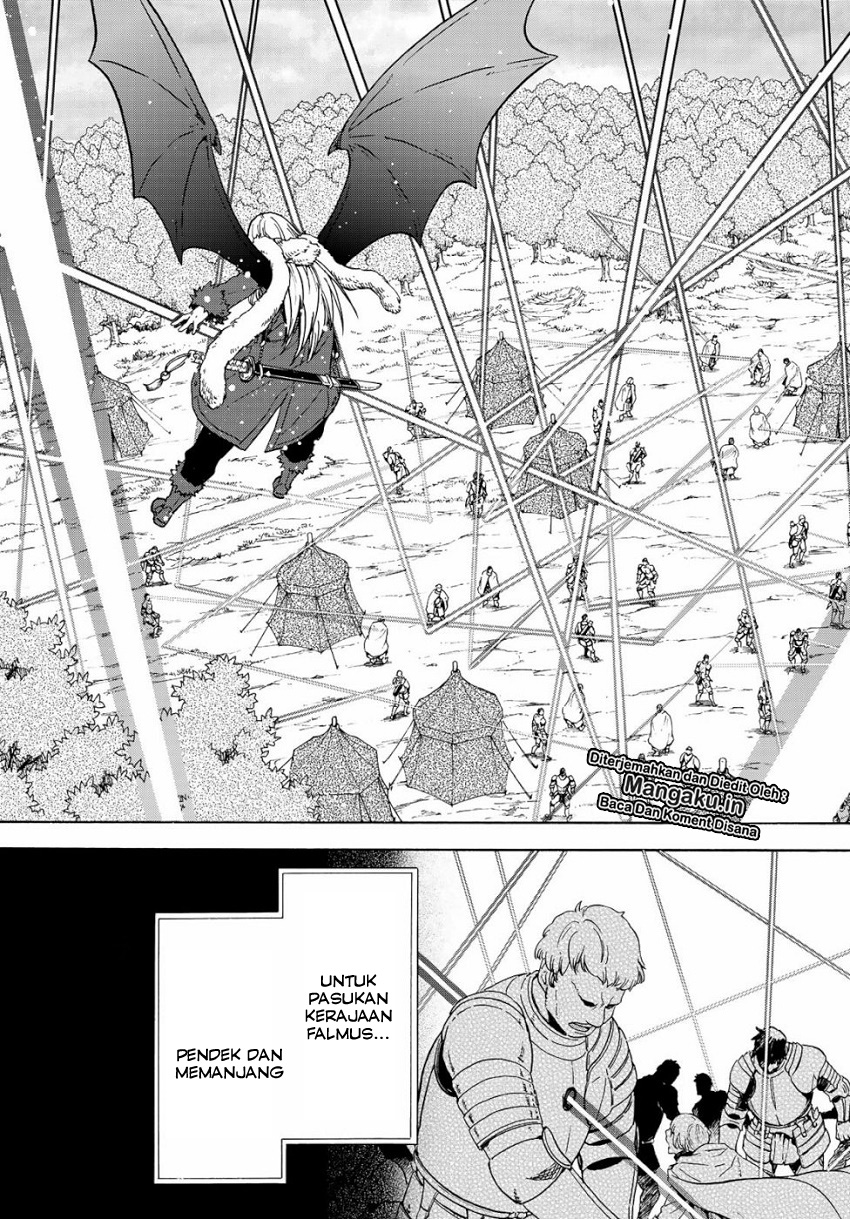 Diterjemahkan dan Diedit Oleh:
Mangaku.in
Baca Dan Koment Disana
UNTUK
PASUKAN
KERAJAAN
FALMUS...
PENDEK DAN
MEMANJANG